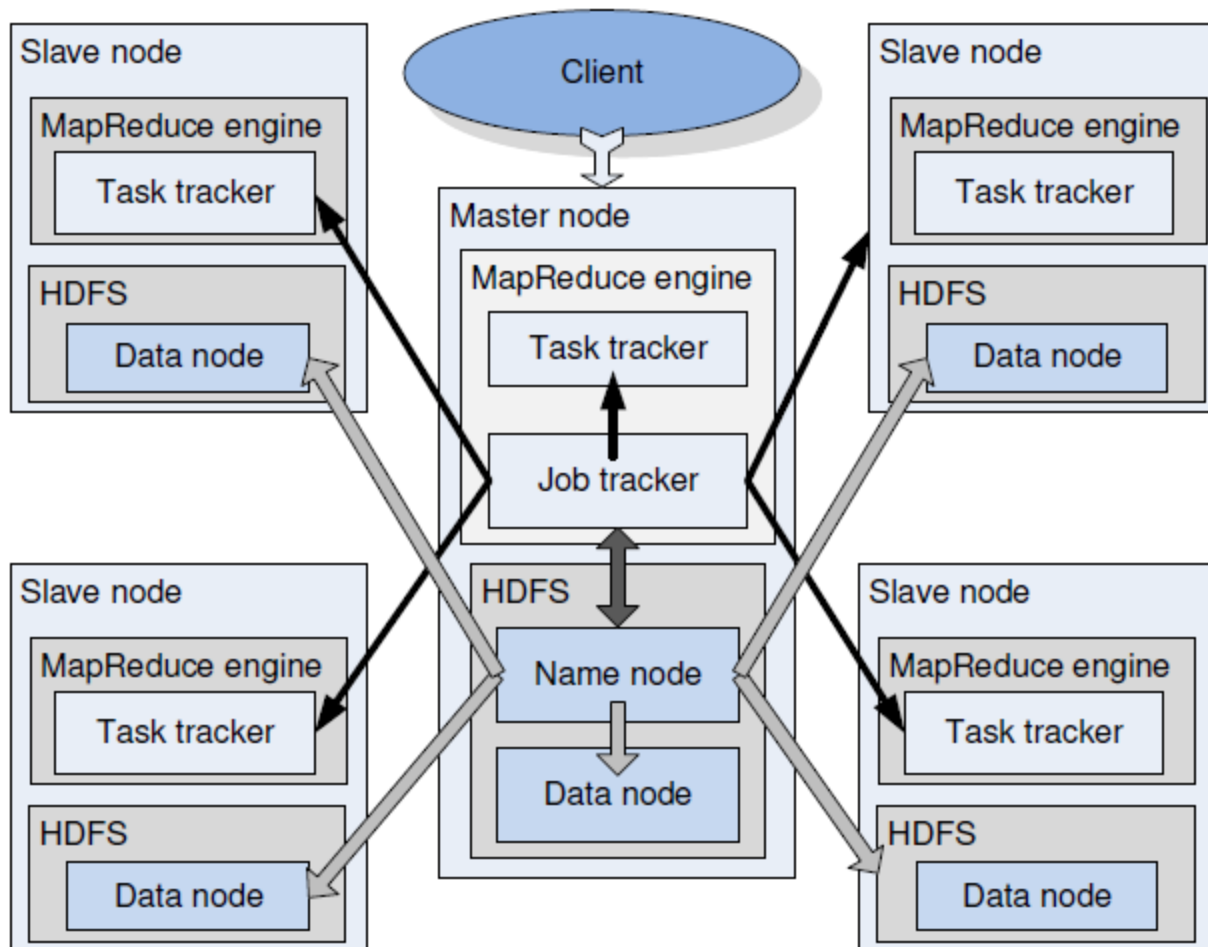 Slave node
MapReduce engine
Task tracker
HDFS
Data node
Client
Master node
MapReduce engine
Task tracker
Job tracker
HDFS
Name node
Data node
Slave node
MapReduce engine
Task tracker
HDFS
Data node
Slave node
MapReduce engine
Task tracker
HDFS
Data node
Slave node
MapReduce engine
Task tracker
HDFS
Data node